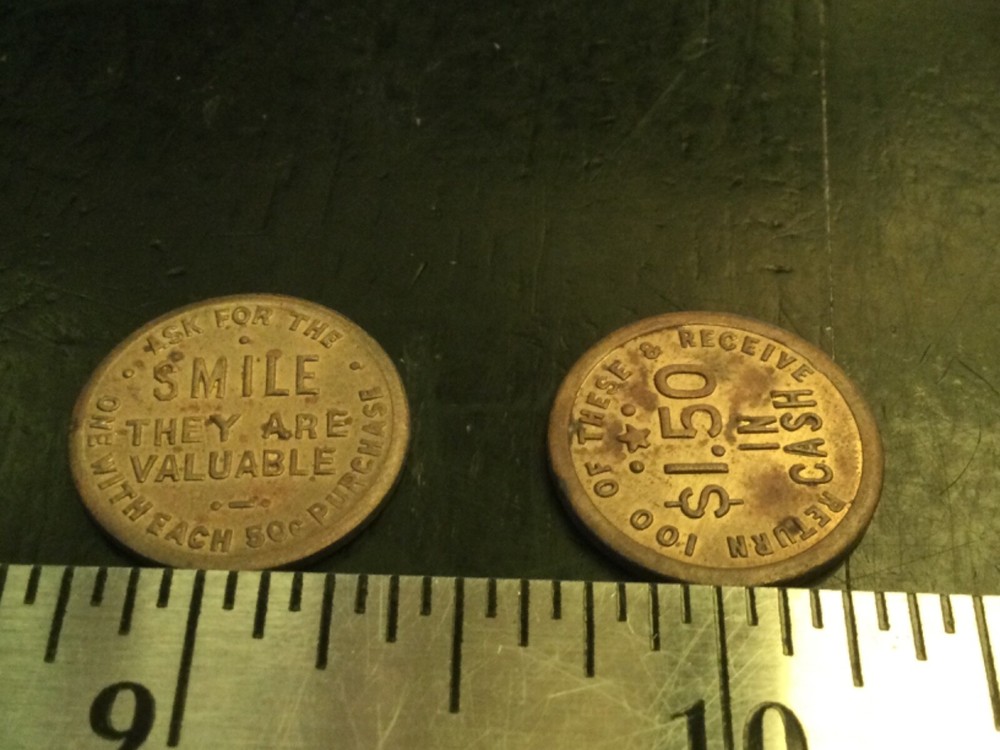 ASK FOR THE
SMILE
THEY ARE
VALUABLE
ONE WITH EACH 50c PURCHASE
RETURN 100 OF THESE & RECEIVE
$1.50
IN
CASH
9
10